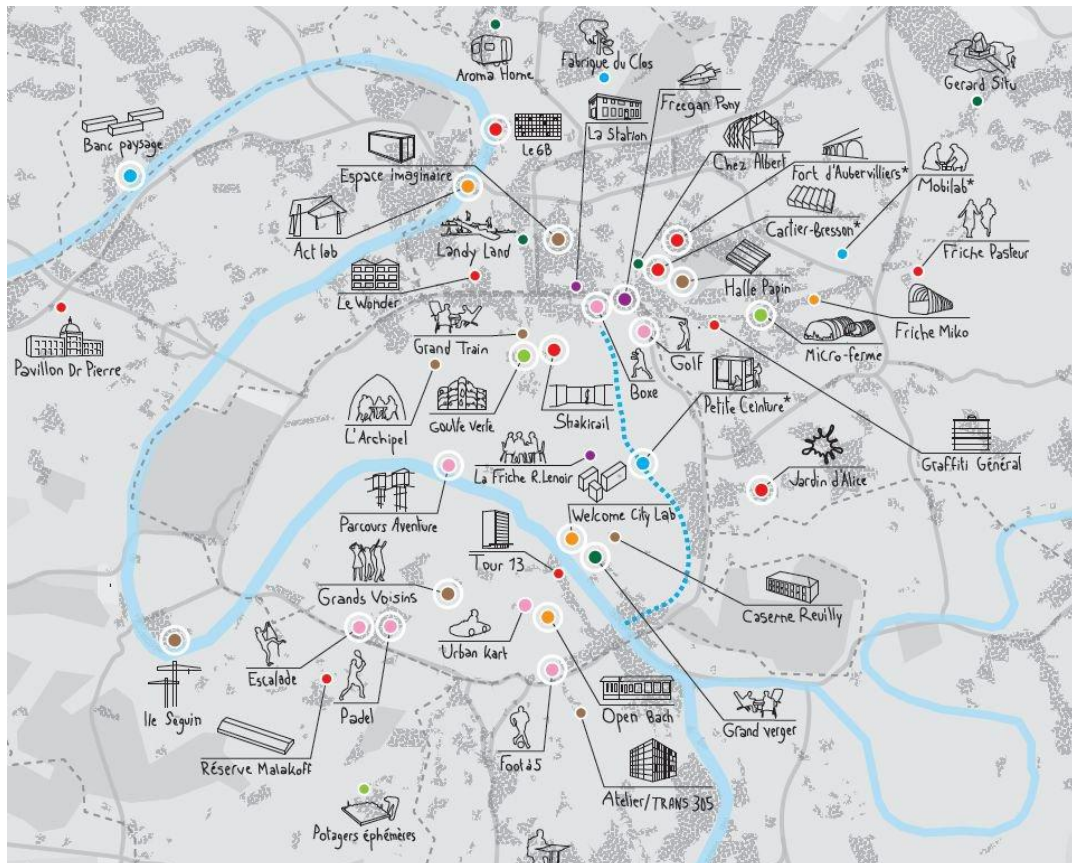 Aroma Home
Fabrique du Clos
Freegan Pony
Gerard Situ
La Station
Banc paysage
Le 6B
Chez Albert
Espace imaginaire
Fort d'Aubervilliers*
Mobilab*
Act lab
Landy Land
Cartier-Bresson*
Friche Pasteur
Le Wonder
Halle Papin
Friche Miko
Pavillon Dr Pierre
Grand Train
Golf
Micro-ferme
L'Archipel
Goutte verte
Shakirail
Boxe
Petite Ceinture*
Graffiti Général
La Friche R.Lenoir
Jardin d'Alice
Parcours Aventure
Welcome City Lab
Tour 13
Grands Voisins
Caserne Reuilly
Urban Kart
Escalade
Ile Seguin
Padel
Open Bach
Grand verger
Réserve Malakoff
Foot à 5
Atelier/TRANS 305
Potagers éphémères